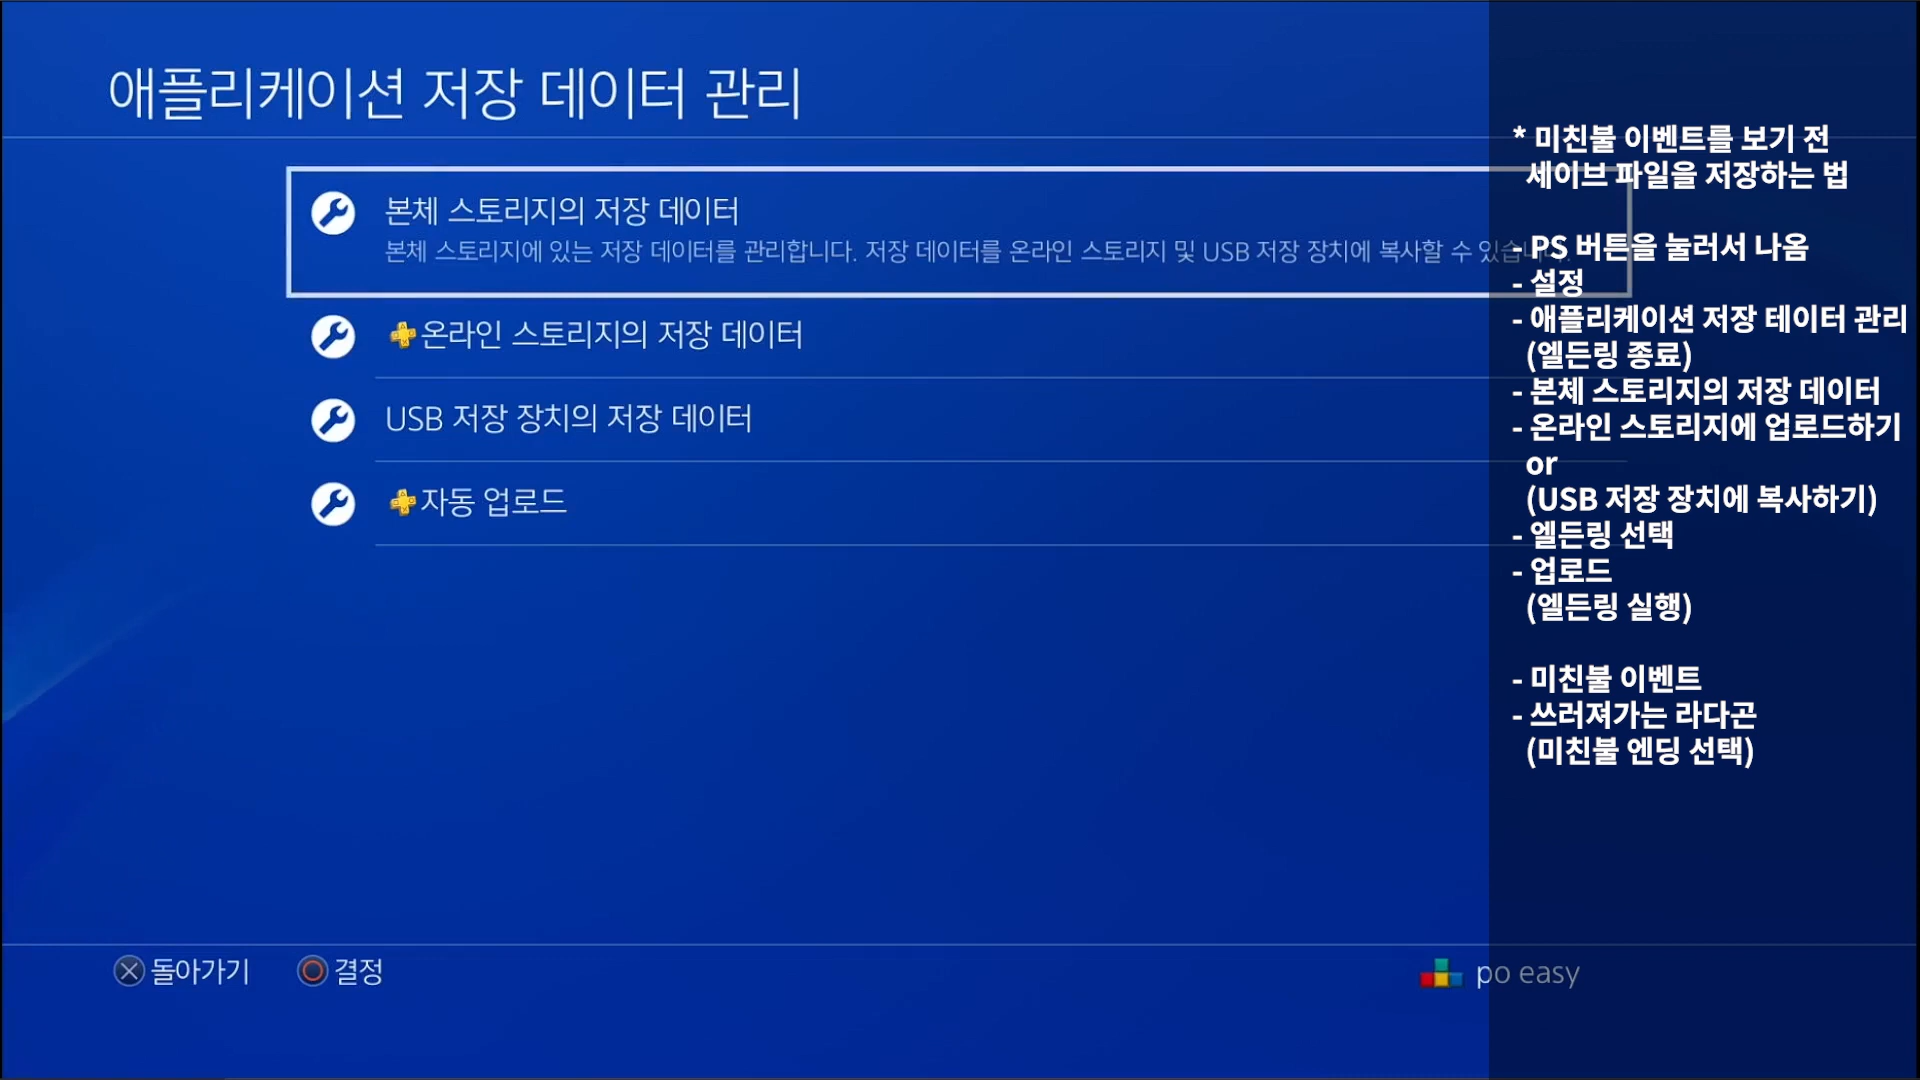 애플리케이션 저장 데이터 관리
본체 스토리지의 저장 데이터
본체 스토리지에 있는 저장 데이터를 관리합니다. 저장 데이터를 온라인 스토리지 및 USB 저장 장치에 복사할 수 있습니다.
온라인 스토리지의 저장 데이터
USB 저장 장치의 저장 데이터
자동 업로드
돌아가기
결정
po easy
* 미친불 이벤트를 보기 전
세이브 파일을 저장하는 법
- PS 버튼을 눌러서 나옴
- 설정
- 애플리케이션 저장 테이터 관리
(엘든링 종료)
- 본체 스토리지의 저장 데이터
- 온라인 스토리지에 업로드하기
or
(USB 저장 장치에 복사하기)
- 엘든링 선택
- 업로드
(엘든링 실행)
- 미친불 이벤트
- 쓰러져가는 라다곤
(미친불 엔딩 선택)